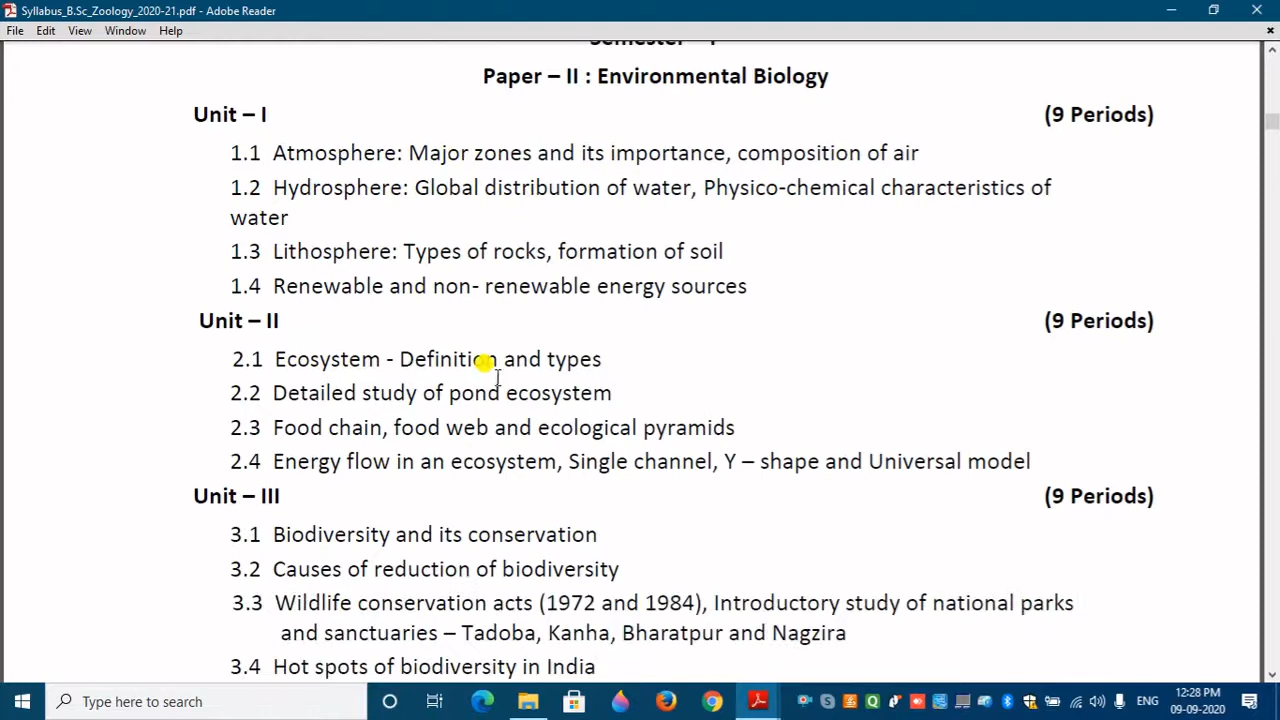 Syllabus_B.Sc_Zoology_2020-21.pdf - Adobe Reader
File Edit View Window Help
Semester – I
Paper – II : Environmental Biology
Unit – I (9 Periods)
1.1 Atmosphere: Major zones and its importance, composition of air
1.2 Hydrosphere: Global distribution of water, Physico-chemical characteristics of
water
1.3 Lithosphere: Types of rocks, formation of soil
1.4 Renewable and non- renewable energy sources
Unit – II (9 Periods)
2.1 Ecosystem - Definition and types
2.2 Detailed study of pond ecosystem
2.3 Food chain, food web and ecological pyramids
2.4 Energy flow in an ecosystem, Single channel, Y – shape and Universal model
Unit – III (9 Periods)
3.1 Biodiversity and its conservation
3.2 Causes of reduction of biodiversity
3.3 Wildlife conservation acts (1972 and 1984), Introductory study of national parks
and sanctuaries – Tadoba, Kanha, Bharatpur and Nagzira
3.4 Hot spots of biodiversity in India
Type here to search
ENG
12:28 PM
09-09-2020